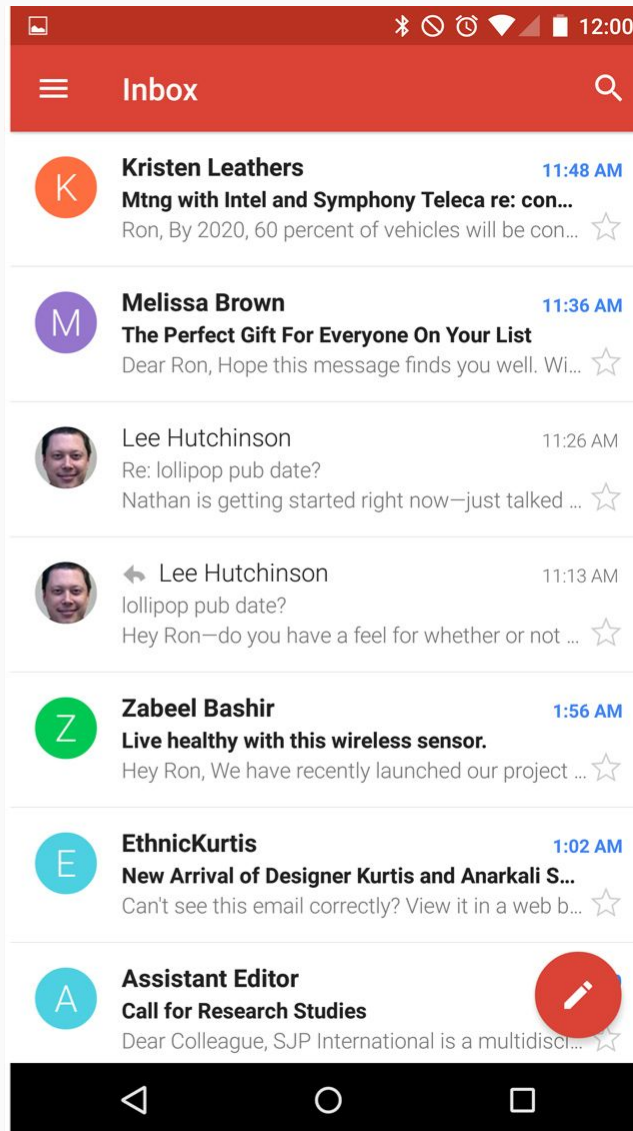 12:00
Inbox
K
Kristen Leathers
11:48 AM
Mtng with Intel and Symphony Teleca re: con...
Ron, By 2020, 60 percent of vehicles will be con...
M
Melissa Brown
11:36 AM
The Perfect Gift For Everyone On Your List
Dear Ron, Hope this message finds you well. Wi...
Lee Hutchinson
11:26 AM
Re: lollipop pub date?
Nathan is getting started right now—just talked ...
Lee Hutchinson
11:13 AM
lollipop pub date?
Hey Ron—do you have a feel for whether or not ...
Z
Zabeel Bashir
1:56 AM
Live healthy with this wireless sensor.
Hey Ron, We have recently launched our project ...
E
EthnicKurtis
1:02 AM
New Arrival of Designer Kurtis and Anarkali S...
Can't see this email correctly? View it in a web b...
A
Assistant Editor
Call for Research Studies
Dear Colleague, SJP International is a multidisci...